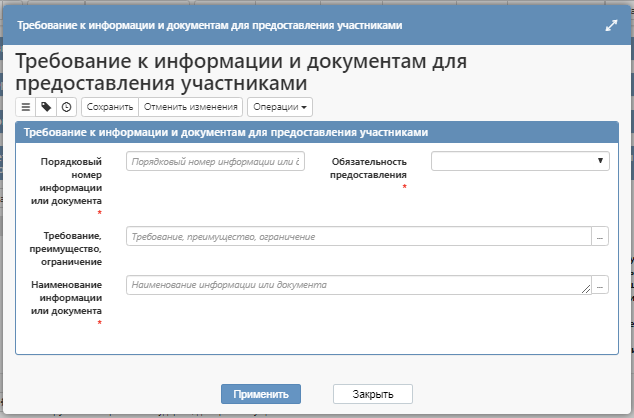 Требование к информации и документам для предоставления участниками
Требование к информации и документам для
предоставления участниками
Сохранить Отменить изменения Операции
Требование к информации и документам для предоставления участниками
Порядковый
номер
информации
или документа
*
Порядковый номер информации или д
Обязательность
предоставления
*
Требование,
преимущество,
ограничение
Требование, преимущество, ограничение
...
Наименование
информации
или документа
*
Наименование информации или документа
...
Применить Закрыть